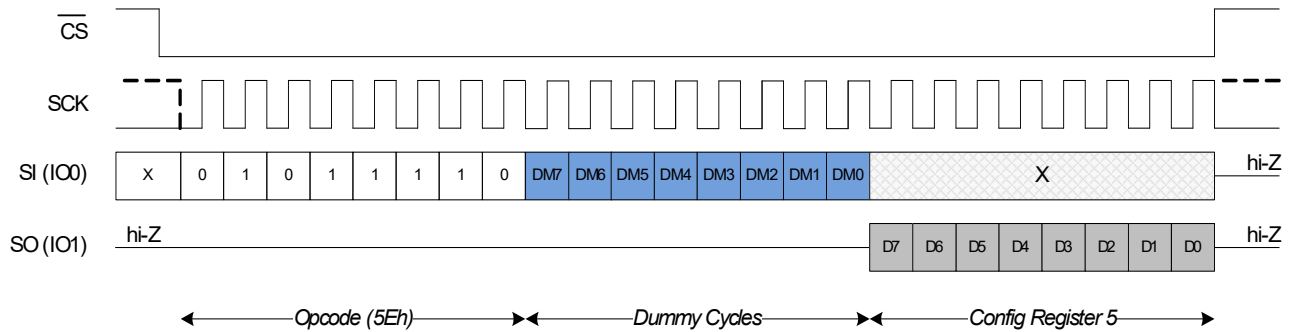 CS
SCK
SI (IO0) X 0 1 0 1 1 1 1 0 DM7 DM6 DM5 DM4 DM3 DM2 DM1 DM0 X hi-Z
SO (IO1) hi-Z D7 D6 D5 D4 D3 D2 D1 D0 hi-Z
Opcode (5Eh) Dummy Cycles Config Register 5